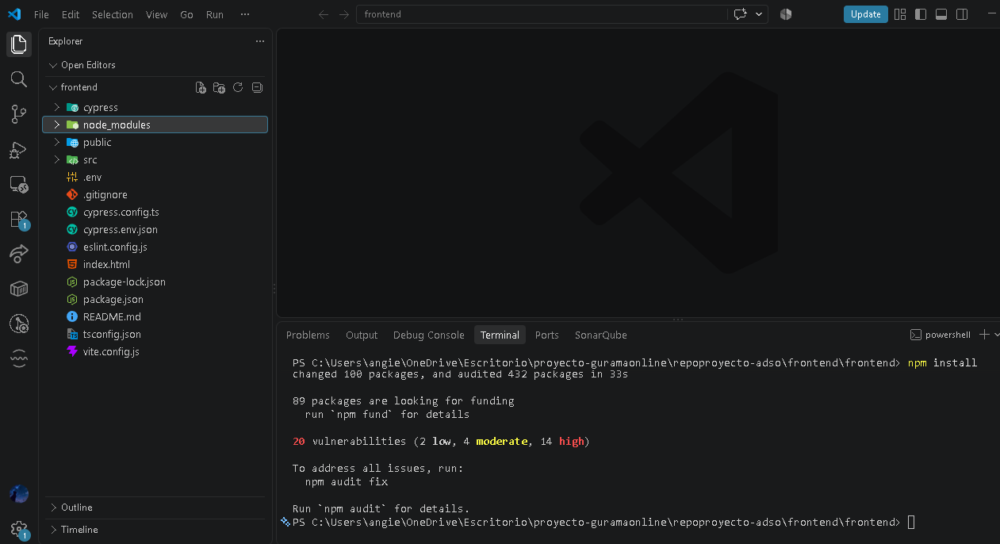 File Edit Selection View Go Run ···
frontend
Update
Explorer
Open Editors
frontend
cypress
node_modules
public
src
.env
.gitignore
cypress.config.ts
cypress.env.json
eslint.config.js
index.html
package-lock.json
package.json
README.md
tsconfig.json
vite.config.js
Outline
Timeline
1
1
Problems Output Debug Console Terminal Ports SonarQube
powershell
PS C:\Users\angie\OneDrive\Escritorio\proyecto-guramaonline\repoproyecto-adso\frontend\frontend> npm install
changed 100 packages, and audited 432 packages in 33s
89 packages are looking for funding
run `npm fund` for details
20 vulnerabilities (2 low, 4 moderate, 14 high)
To address all issues, run:
npm audit fix
Run `npm audit` for details.
PS C:\Users\angie\OneDrive\Escritorio\proyecto-guramaonline\repoproyecto-adso\frontend\frontend>